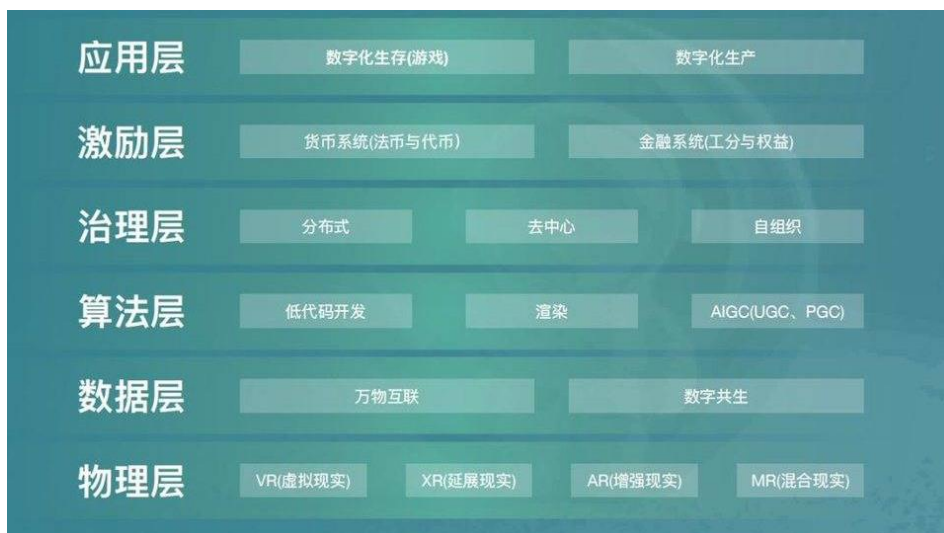 应用层 数字化生存(游戏) 数字化生产
激励层 货币系统(法币与代币） 金融系统(工分与权益)
治理层 分布式 去中心 自组织
算法层 低代码开发 渲染 AIGC(UGC、PGC)
数据层 万物互联 数字共生
物理层 VR(虚拟现实) XR(延展现实) AR(增强现实) MR(混合现实)